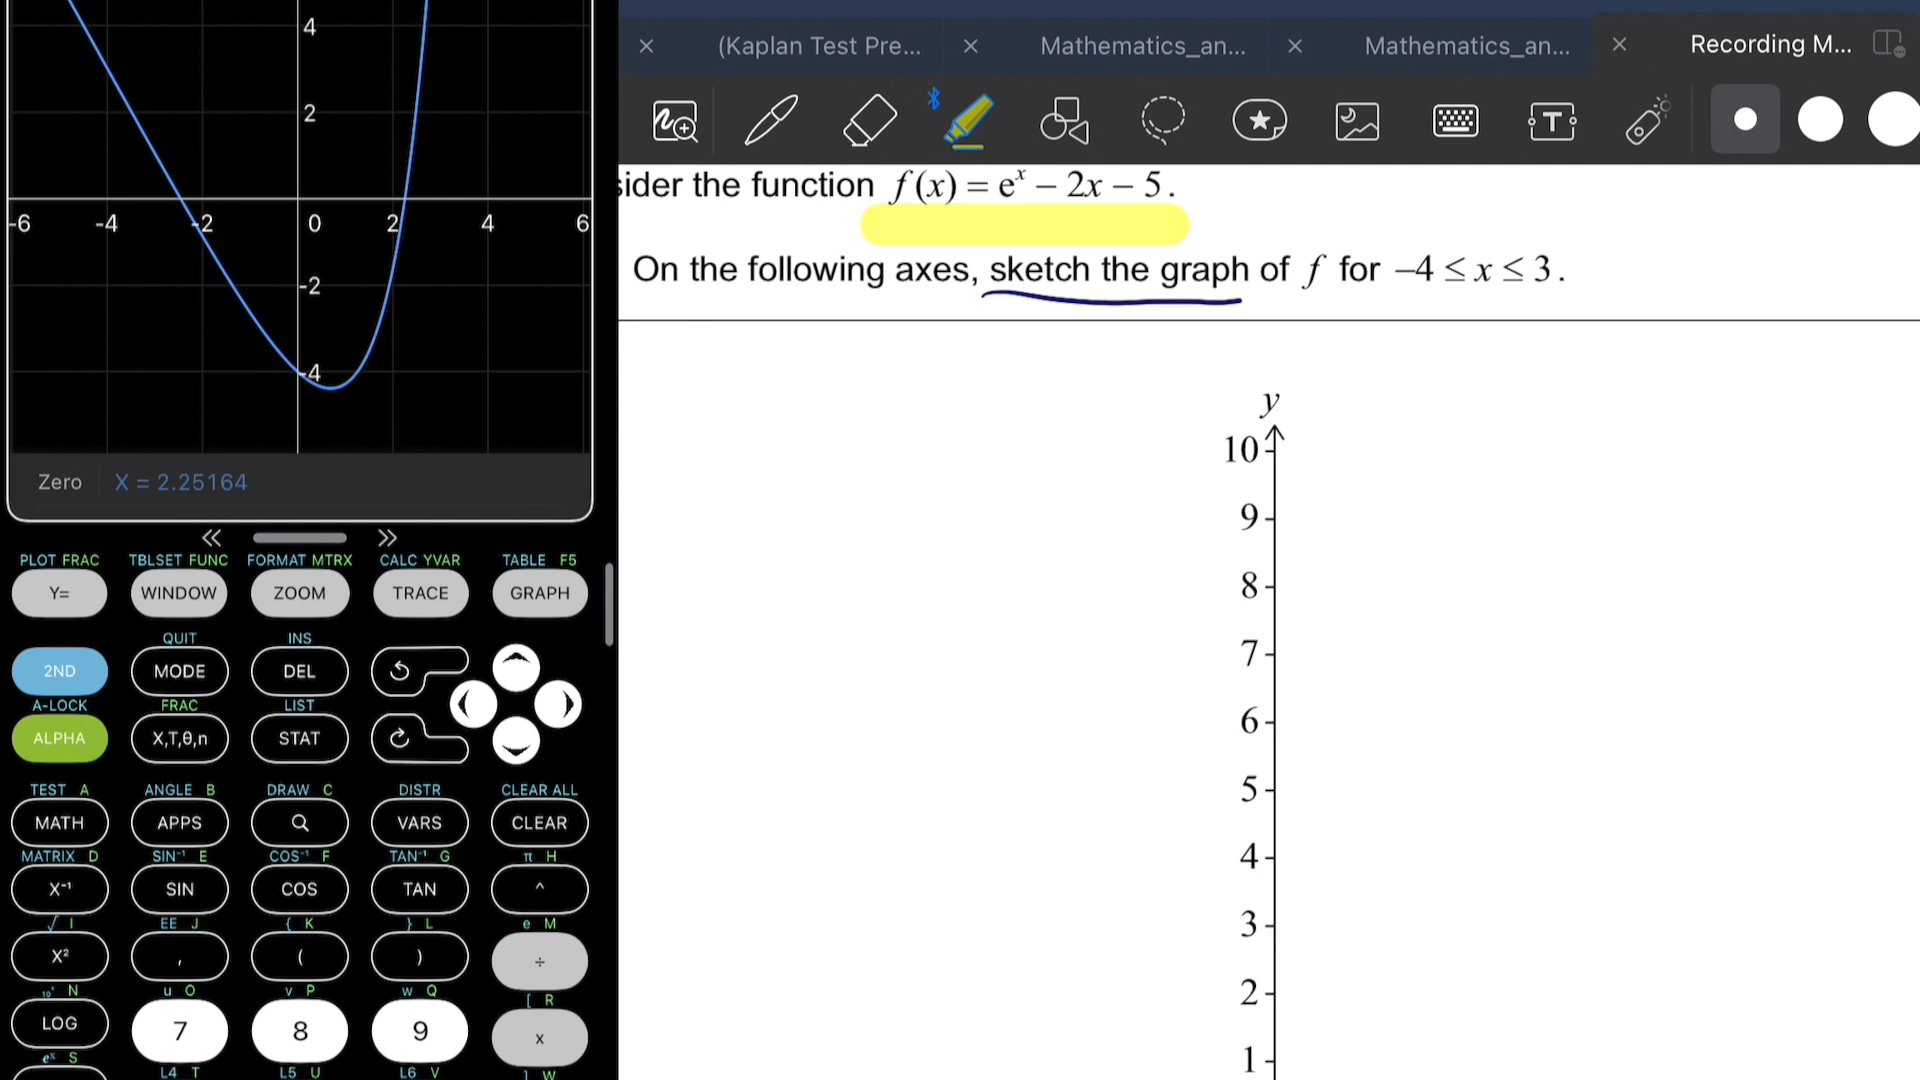 4
2
-6 -4 -2 0 2 4 6
-2
-4
Zero X = 2.25164
PLOT FRAC TBLSET FUNC FORMAT MTRX CALC YVAR TABLE F5
Y= WINDOW ZOOM TRACE GRAPH
QUIT INS
2ND MODE DEL
A-LOCK FRAC LIST
ALPHA X,T,θ,n STAT
TEST A ANGLE B DRAW C DISTR CLEAR ALL
MATH APPS VARS CLEAR
MATRIX D SIN⁻¹ E COS⁻¹ F TAN⁻¹ G π H
X⁻¹ SIN COS TAN ^
√ I EE J { K } L e M
X² , ( ) ÷
10ˣ N u O v P w Q [ R
LOG 7 8 9 x
eˣ S L4 T L5 U L6 V ] W
(Kaplan Test Pre... Mathematics_an... Mathematics_an... Recording M...
sider the function f(x) = eˣ − 2x − 5.
On the following axes, sketch the graph of f for −4 ≤ x ≤ 3.
y
10
9
8
7
6
5
4
3
2
1